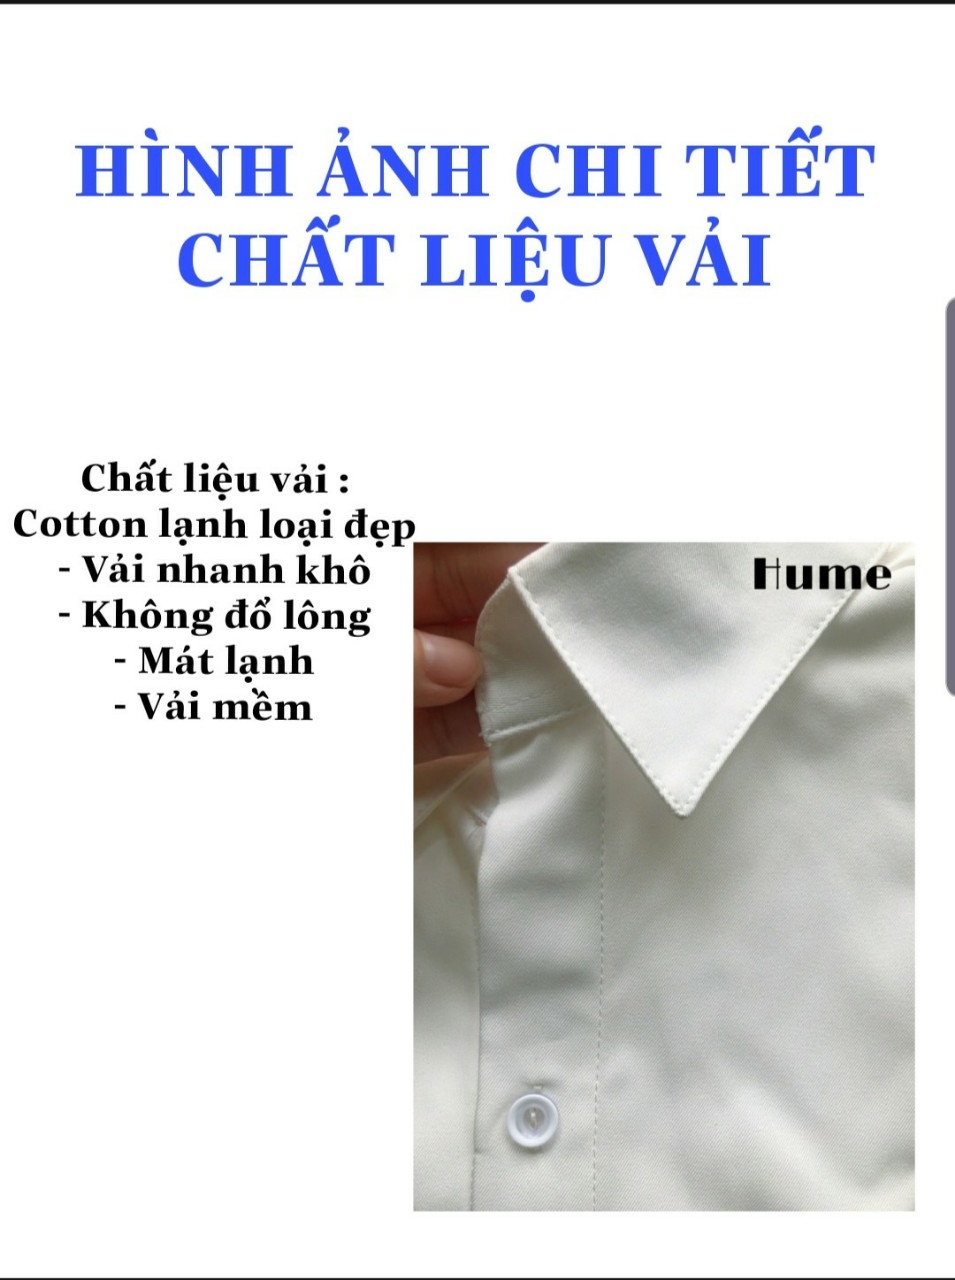 HÌNH ẢNH CHI TIẾT
CHẤT LIỆU VẢI
Chất liệu vải :
Cotton lạnh loại đẹp
- Vải nhanh khô
- Không đổ lông
- Mát lạnh
- Vải mềm
Hume